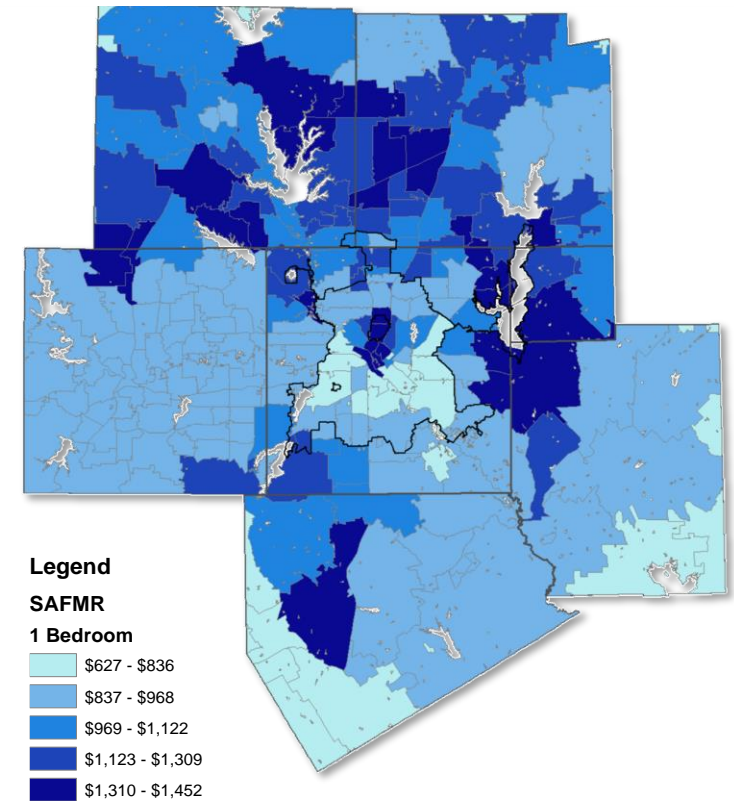 Legend
SAFMR
1 Bedroom
$627 - $836
$837 - $968
$969 - $1,122
$1,123 - $1,309
$1,310 - $1,452